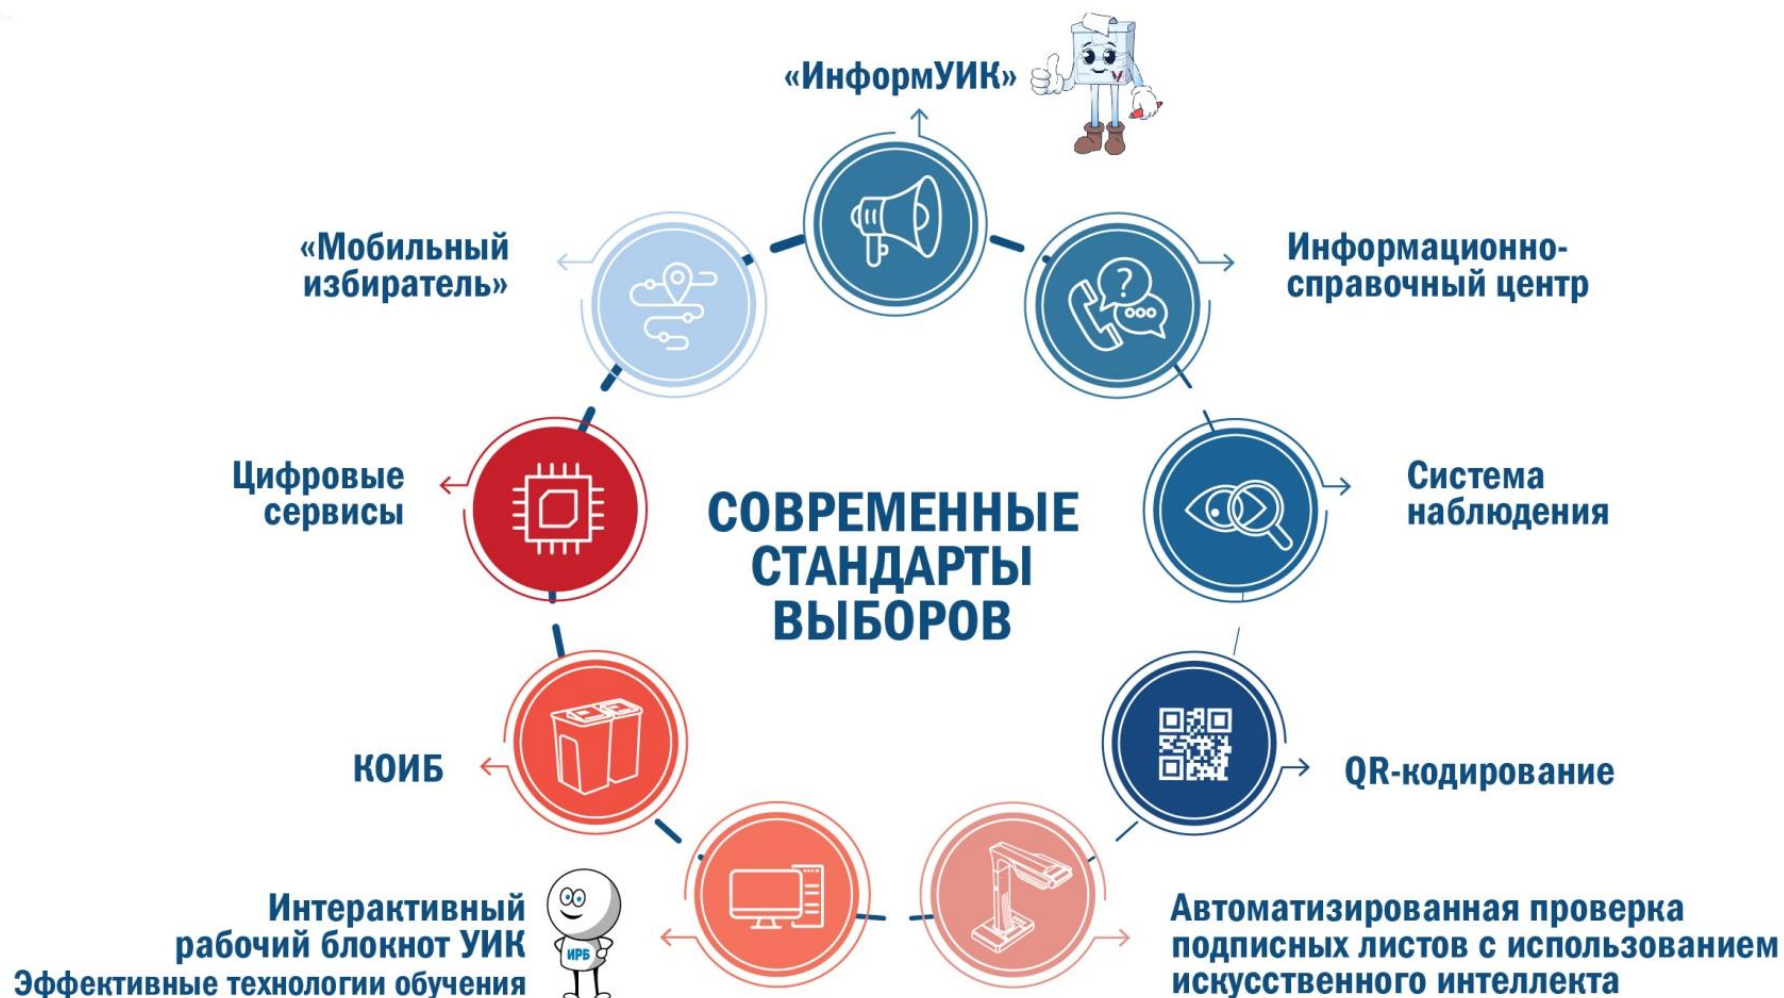 «ИнформУИК»
«Мобильный
избиратель»
Информационно-
справочный центр
?
Цифровые
сервисы
СОВРЕМЕННЫЕ
СТАНДАРТЫ
ВЫБОРОВ
Система
наблюдения
КОИБ
QR-кодирование
Интерактивный
рабочий блокнот УИК
Эффективные технологии обучения
ИРБ
Автоматизированная проверка
подписных листов с использованием
искусственного интеллекта